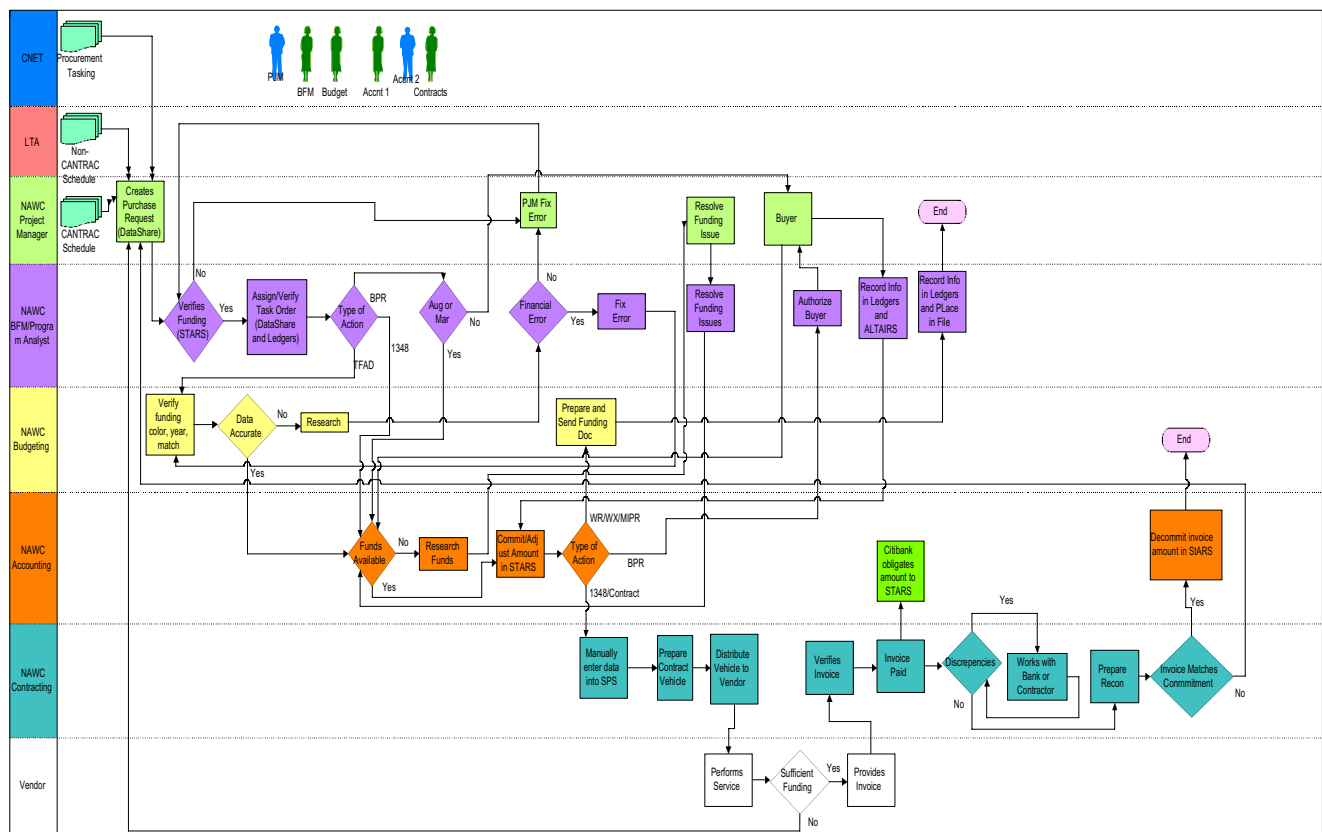 CNET
Procurement
Tasking
PJM
BFM
Budget
Accnt 1
Accnt 2
Contracts
LTA
Non-
CANTRAC
Schedule
NAWC
Project
Manager
CANTRAC
Schedule
Creates
Purchase
Request
(DataShare)
PJM Fix
Error
Resolve
Funding
Issue
Buyer
End
NAWC
BFM/Progra
m Analyst
No
Verifies
Funding
(STARS)
Yes
Assign/Verify
Task Order
(DataShare
and Ledgers)
Type of
Action
BPR
1348
TFAD
Aug or
Mar
No
Yes
Financial
Error
No
Yes
Fix
Error
Resolve
Funding
Issues
Authorize
Buyer
Record Info
in Ledgers
and
ALTAIRS
Record Info
in Ledgers
and PLace
in File
NAWC
Budgeting
Verify
funding
color, year,
match
Data
Accurate
No
Yes
Research
Prepare and
Send Funding
Doc
End
NAWC
Accounting
Funds
Available
No
Yes
Research
Funds
Commit/Adj
ust Amount
in STARS
WR/WX/MIPR
Type of
Action
BPR
1348/Contract
Citibank
obligates
amount to
STARS
Decommit invoice
amount in StARS
NAWC
Contracting
Manually
enter data
into SPS
Prepare
Contract
Vehicle
Distribute
Vehicle to
Vendor
Verifies
Invoice
Invoice
Paid
Discrepencies
Yes
No
Works with
Bank or
Contractor
Prepare
Recon
Yes
Invoice Matches
Conmmitment
No
Vendor
Performs
Service
Sufficient
Funding
Yes
No
Provides
Invoice